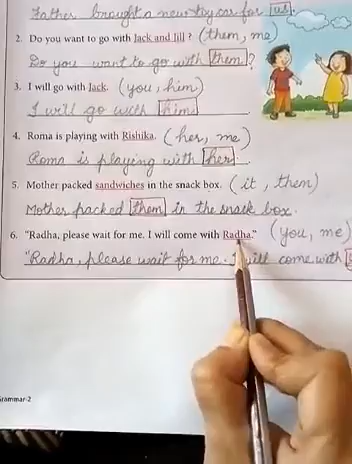 Father brought a new toy car for us.
2. Do you want to go with Jack and Jill ? (them, me)
Do you want to go with them ?
3. I will go with Jack. (you, him)
I will go with him.
4. Roma is playing with Rishika. (her, me)
Roma is playing with her.
5. Mother packed sandwiches in the snack box. (it, them)
Mother packed them in the snack box.
6. "Radha, please wait for me. I will come with Radha." (you, me)
"Radha, please wait for me. I will come with
Grammar-2